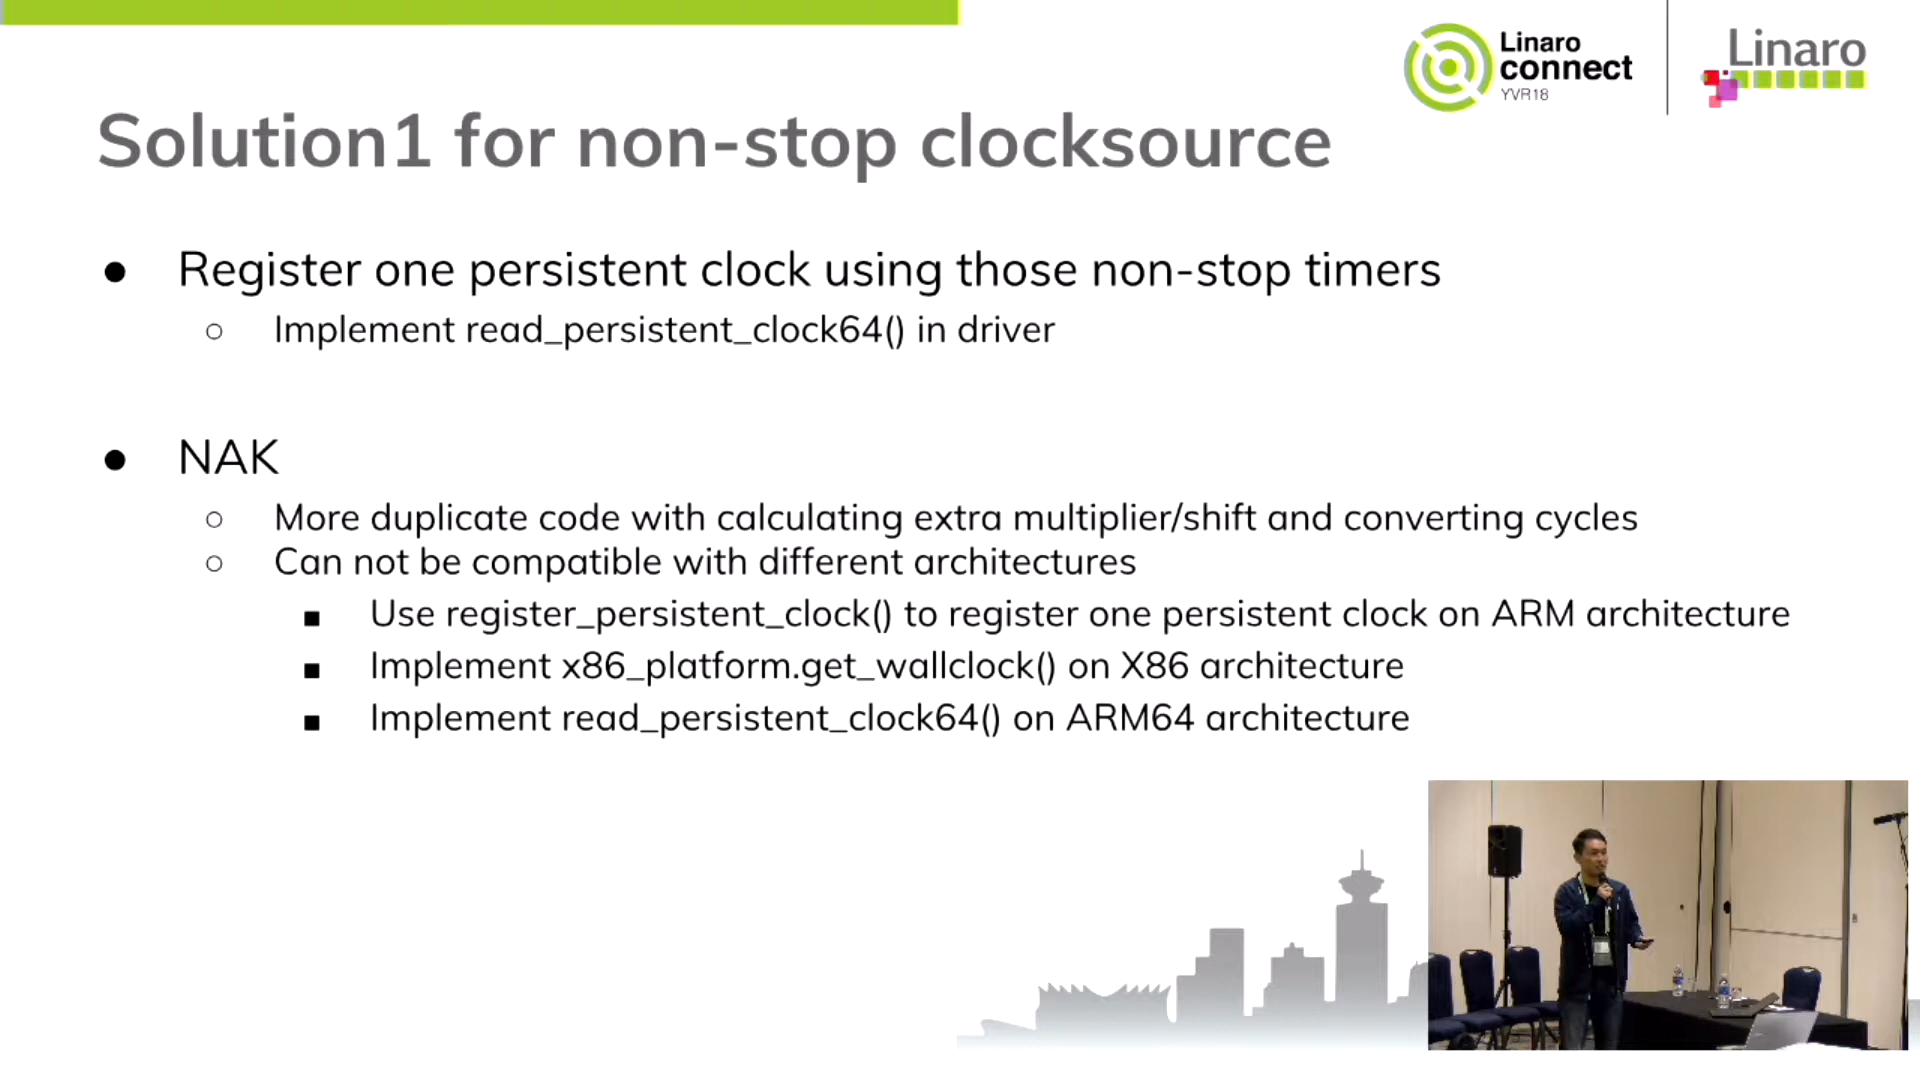 Linaro
connect
YVR18
Linaro
Solution1 for non-stop clocksource
● Register one persistent clock using those non-stop timers
○ Implement read_persistent_clock64() in driver
● NAK
○ More duplicate code with calculating extra multiplier/shift and converting cycles
○ Can not be compatible with different architectures
■ Use register_persistent_clock() to register one persistent clock on ARM architecture
■ Implement x86_platform.get_wallclock() on X86 architecture
■ Implement read_persistent_clock64() on ARM64 architecture